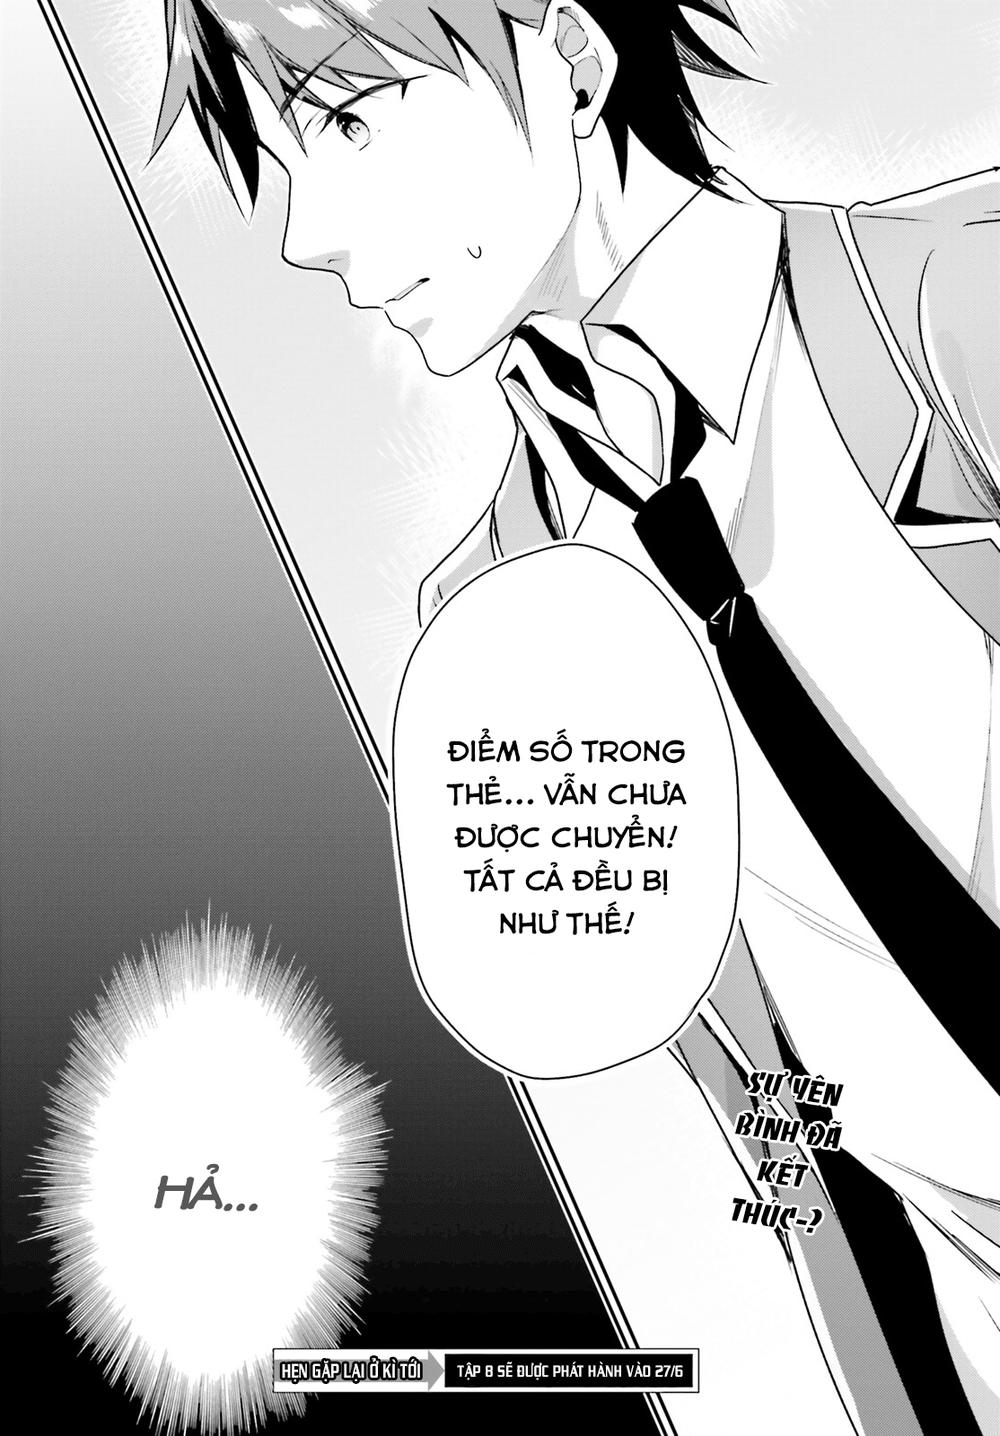 ĐIỂM SỐ TRONG
THẺ... VẪN CHƯA
ĐƯỢC CHUYỂN!
TẤT CẢ ĐỀU BỊ
NHƯ THẾ!
SỰ YÊN
BÌNH ĐÃ
KẾT
THÚC-?
HẢ...
HẸN GẶP LẠI Ở KÌ TỚI
TẬP 8 SẼ ĐƯỢC PHÁT HÀNH VÀO 27/6